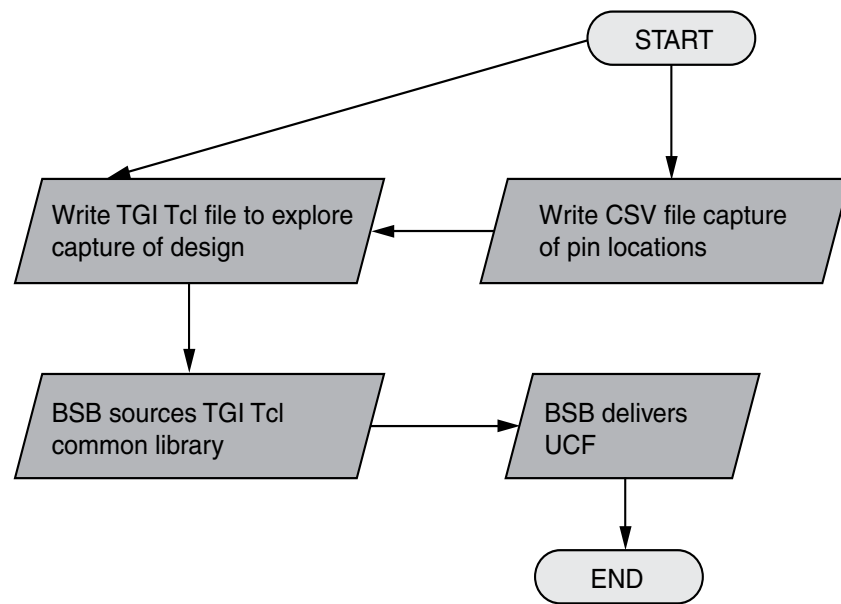 START
Write TGI Tcl file to explore
capture of design
Write CSV file capture
of pin locations
BSB sources TGI Tcl
common library
BSB delivers
UCF
END